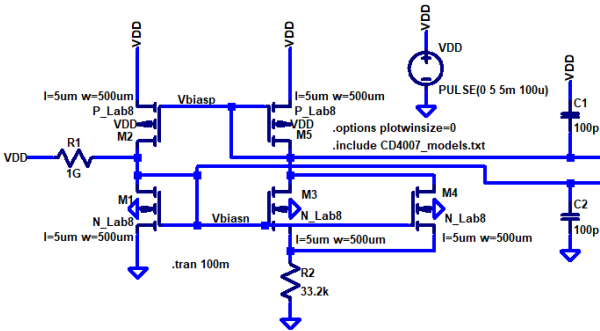 VDD
VDD
VDD
VDD
l=5um w=500um
Vbiasp
l=5um w=500um
PULSE(0 5 5m 100u)
C1
P_Lab8
P_Lab8
VDD
VDD
.options plotwinsize=0
100p
M2
M5
R1
.include CD4007_models.txt
VDD
1G
M1
M3
M4
C2
N_Lab8
Vbiasn
N_Lab8
N_Lab8
100p
l=5um w=500um
l=5um w=500um
l=5um w=500um
.tran 100m
R2
33.2k